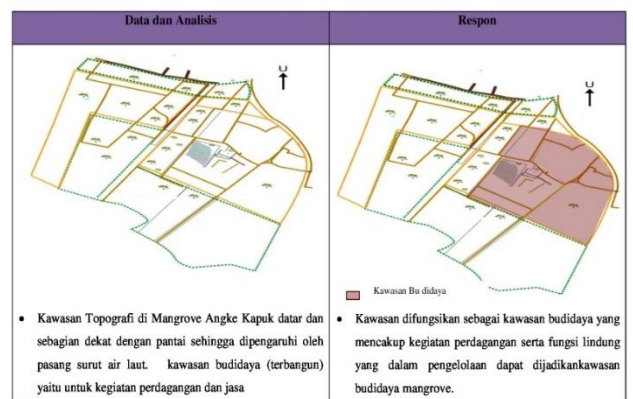 Data dan Analisis
Respon
U
U
Kawasan Bu didaya
• Kawasan Topografi di Mangrove Angke Kapuk datar dan
sebagian dekat dengan pantai sehingga dipengaruhi oleh
pasang surut air laut. kawasan budidaya (terbangun)
yaitu untuk kegiatan perdagangan dan jasa
• Kawasan difungsikan sebagai kawasan budidaya yang
mencakup kegiatan perdagangan serta fungsi lindung
yang dalam pengelolaan dapat dijadikankawasan
budidaya mangrove.